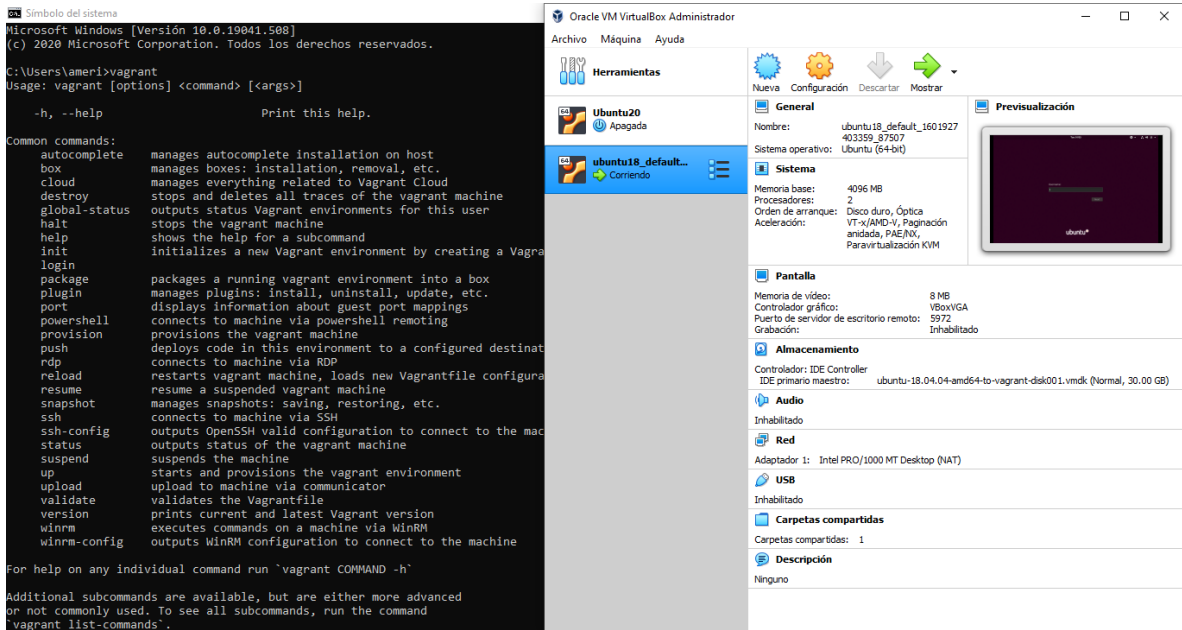 Símbolo del sistema
Microsoft Windows [Versión 10.0.19041.508]
(c) 2020 Microsoft Corporation. Todos los derechos reservados.
C:\Users\ameri>vagrant
Usage: vagrant [options] <command> [<args>]
-h, --help Print this help.
Common commands:
autocomplete manages autocomplete installation on host
box manages boxes: installation, removal, etc.
cloud manages everything related to Vagrant Cloud
destroy stops and deletes all traces of the vagrant machine
global-status outputs status Vagrant environments for this user
halt stops the vagrant machine
help shows the help for a subcommand
init initializes a new Vagrant environment by creating a Vagra
login
package packages a running vagrant environment into a box
plugin manages plugins: install, uninstall, update, etc.
port displays information about guest port mappings
powershell connects to machine via powershell remoting
provision provisions the vagrant machine
push deploys code in this environment to a configured destinat
rdp connects to machine via RDP
reload restarts vagrant machine, loads new Vagrantfile configura
resume resume a suspended vagrant machine
snapshot manages snapshots: saving, restoring, etc.
ssh connects to machine via SSH
ssh-config outputs OpenSSH valid configuration to connect to the mac
status outputs status of the vagrant machine
suspend suspends the machine
up starts and provisions the vagrant environment
upload upload to machine via communicator
validate validates the Vagrantfile
version prints current and latest Vagrant version
winrm executes commands on a machine via WinRM
winrm-config outputs WinRM configuration to connect to the machine
For help on any individual command run `vagrant COMMAND -h`
Additional subcommands are available, but are either more advanced
or not commonly used. To see all subcommands, run the command
`vagrant list-commands`.
Oracle VM VirtualBox Administrador
Archivo Máquina Ayuda
Herramientas
64
Ubuntu20
Apagada
64
ubuntu18_default...
Corriendo
Nueva Configuración Descartar Mostrar
General
Nombre: ubuntu18_default_1601927
403359_87507
Sistema operativo: Ubuntu (64-bit)
Previsualización
ubuntu
Sistema
Memoria base: 4096 MB
Procesadores: 2
Orden de arranque: Disco duro, Óptica
Aceleración: VT-x/AMD-V, Paginación
anidada, PAE/NX,
Paravirtualización KVM
Pantalla
Memoria de vídeo: 8 MB
Controlador gráfico: VBoxVGA
Puerto de servidor de escritorio remoto: 5972
Grabación: Inhabilitado
Almacenamiento
Controlador: IDE Controller
IDE primario maestro: ubuntu-18.04.04-amd64-to-vagrant-disk001.vmdk (Normal, 30.00 GB)
Audio
Inhabilitado
Red
Adaptador 1: Intel PRO/1000 MT Desktop (NAT)
USB
Inhabilitado
Carpetas compartidas
Carpetas compartidas: 1
Descripción
Ninguno